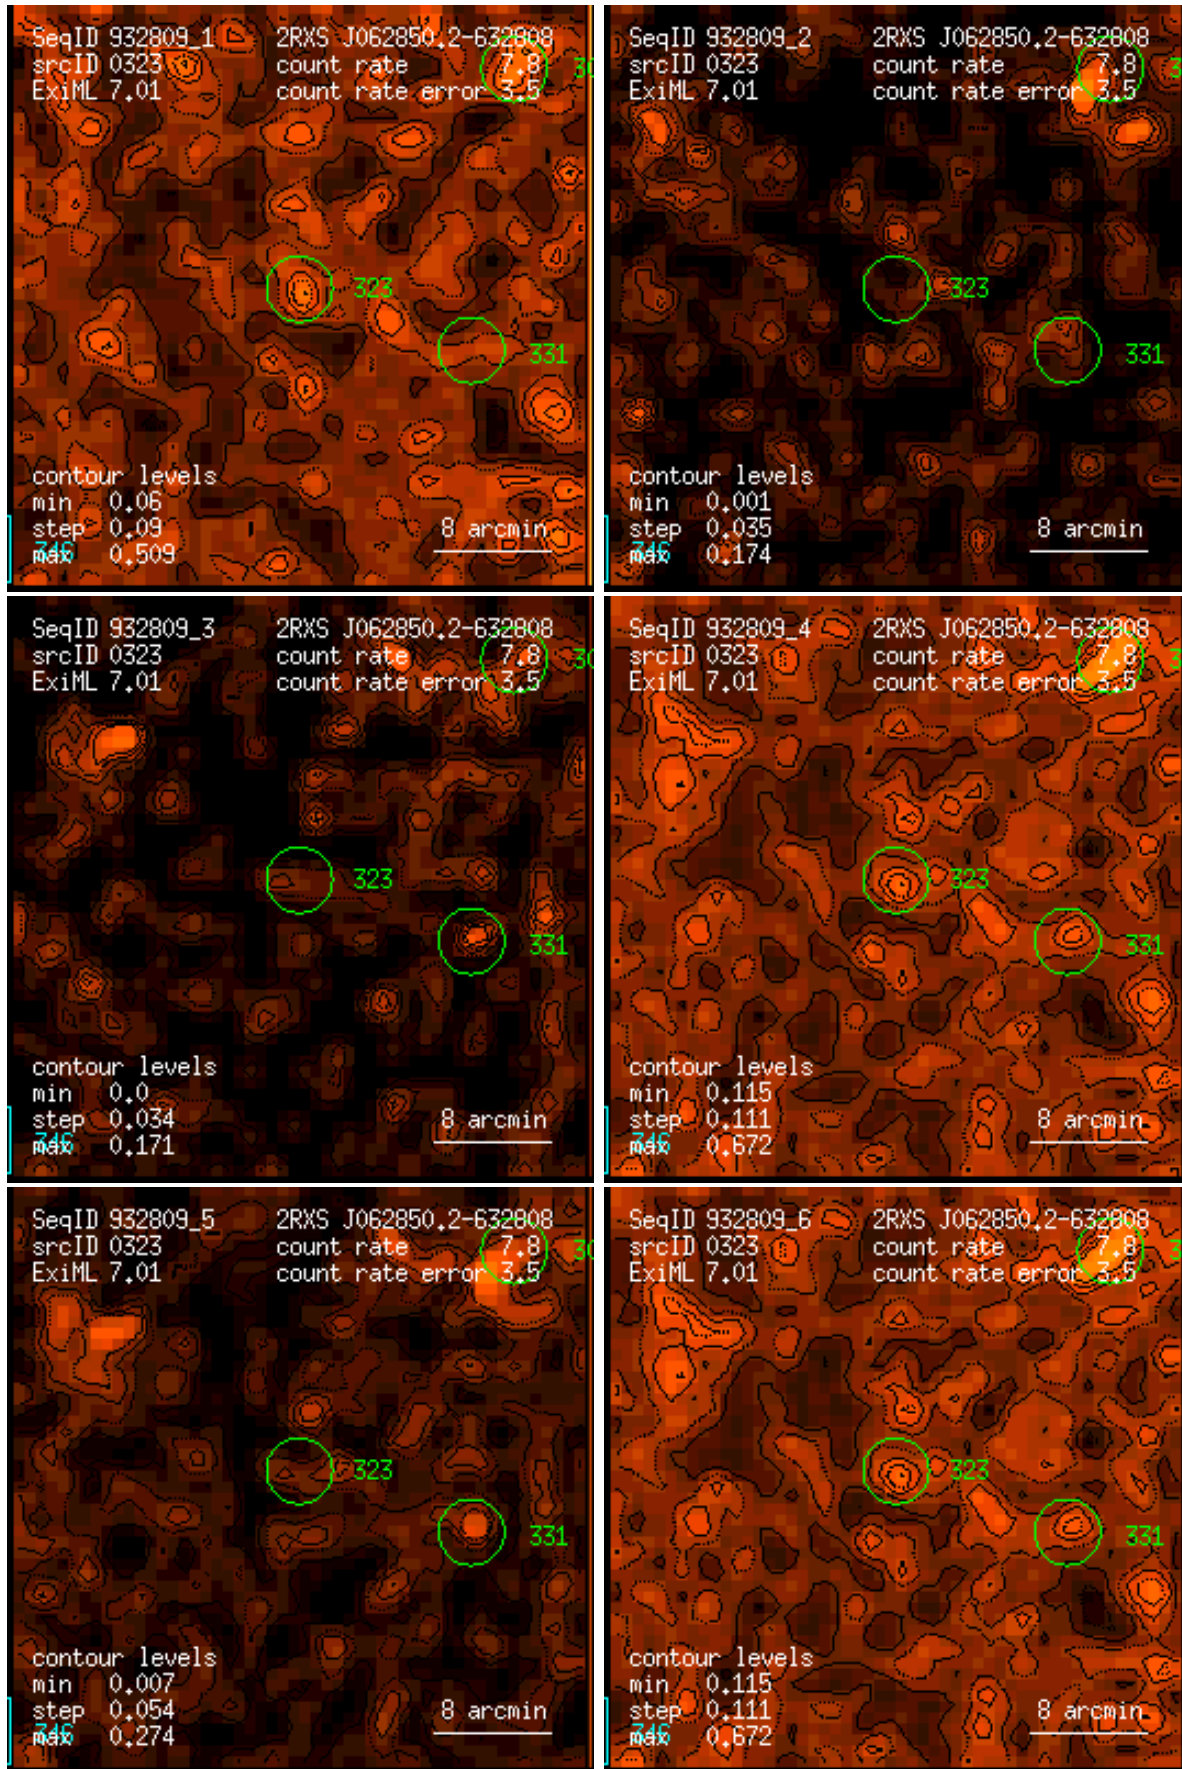 SeqID 932809_1 2RXS J062850.2-632808
srcID 0323 count rate 7.8
ExiML 7.01 count rate error 3.5
323
331
contour levels
min 0.06
step 0.09
max 0.509
8 arcmin
SeqID 932809_2 2RXS J062850.2-632808
srcID 0323 count rate 7.8
ExiML 7.01 count rate error 3.5
323
331
contour levels
min 0.001
step 0.035
max 0.174
8 arcmin
SeqID 932809_3 2RXS J062850.2-632808
srcID 0323 count rate 7.8
ExiML 7.01 count rate error 3.5
323
331
contour levels
min 0.0
step 0.034
max 0.171
8 arcmin
SeqID 932809_4 2RXS J062850.2-632808
srcID 0323 count rate 7.8
ExiML 7.01 count rate error 3.5
323
331
contour levels
min 0.115
step 0.111
max 0.672
8 arcmin
SeqID 932809_5 2RXS J062850.2-632808
srcID 0323 count rate 7.8
ExiML 7.01 count rate error 3.5
323
331
contour levels
min 0.007
step 0.054
max 0.274
8 arcmin
SeqID 932809_6 2RXS J062850.2-632808
srcID 0323 count rate 7.8
ExiML 7.01 count rate error 3.5
323
331
contour levels
min 0.115
step 0.111
max 0.672
8 arcmin